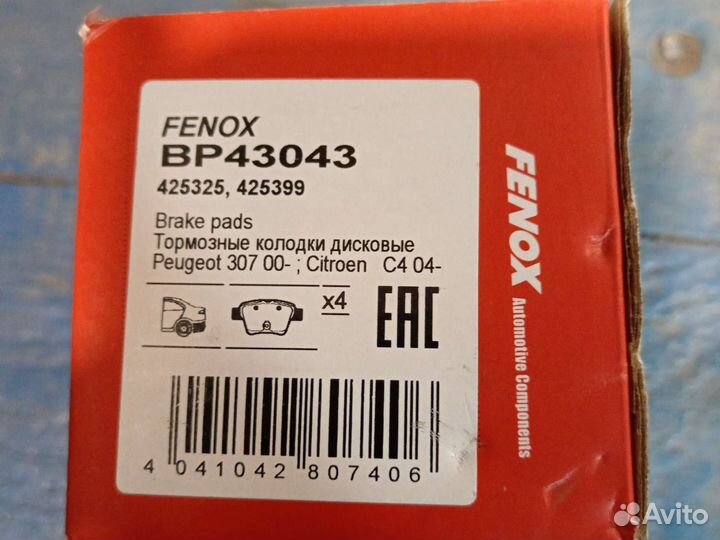 FENOX
BP43043
425325, 425399
Brake pads
Тормозные колодки дисковые
Peugeot 307 00- ; Citroen C4 04-
x4
EAC
4 041042 807406
FENOX
Automotive Components
Avito